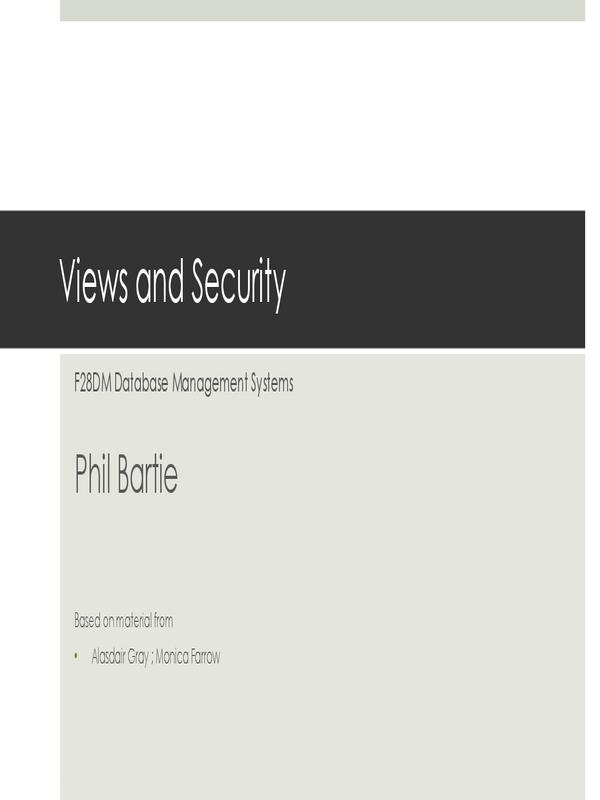 Views and Security
F28DM Database Management Systems
Phil Bartie
Based on material from
• Alasdair Gray ; Monica Farrow